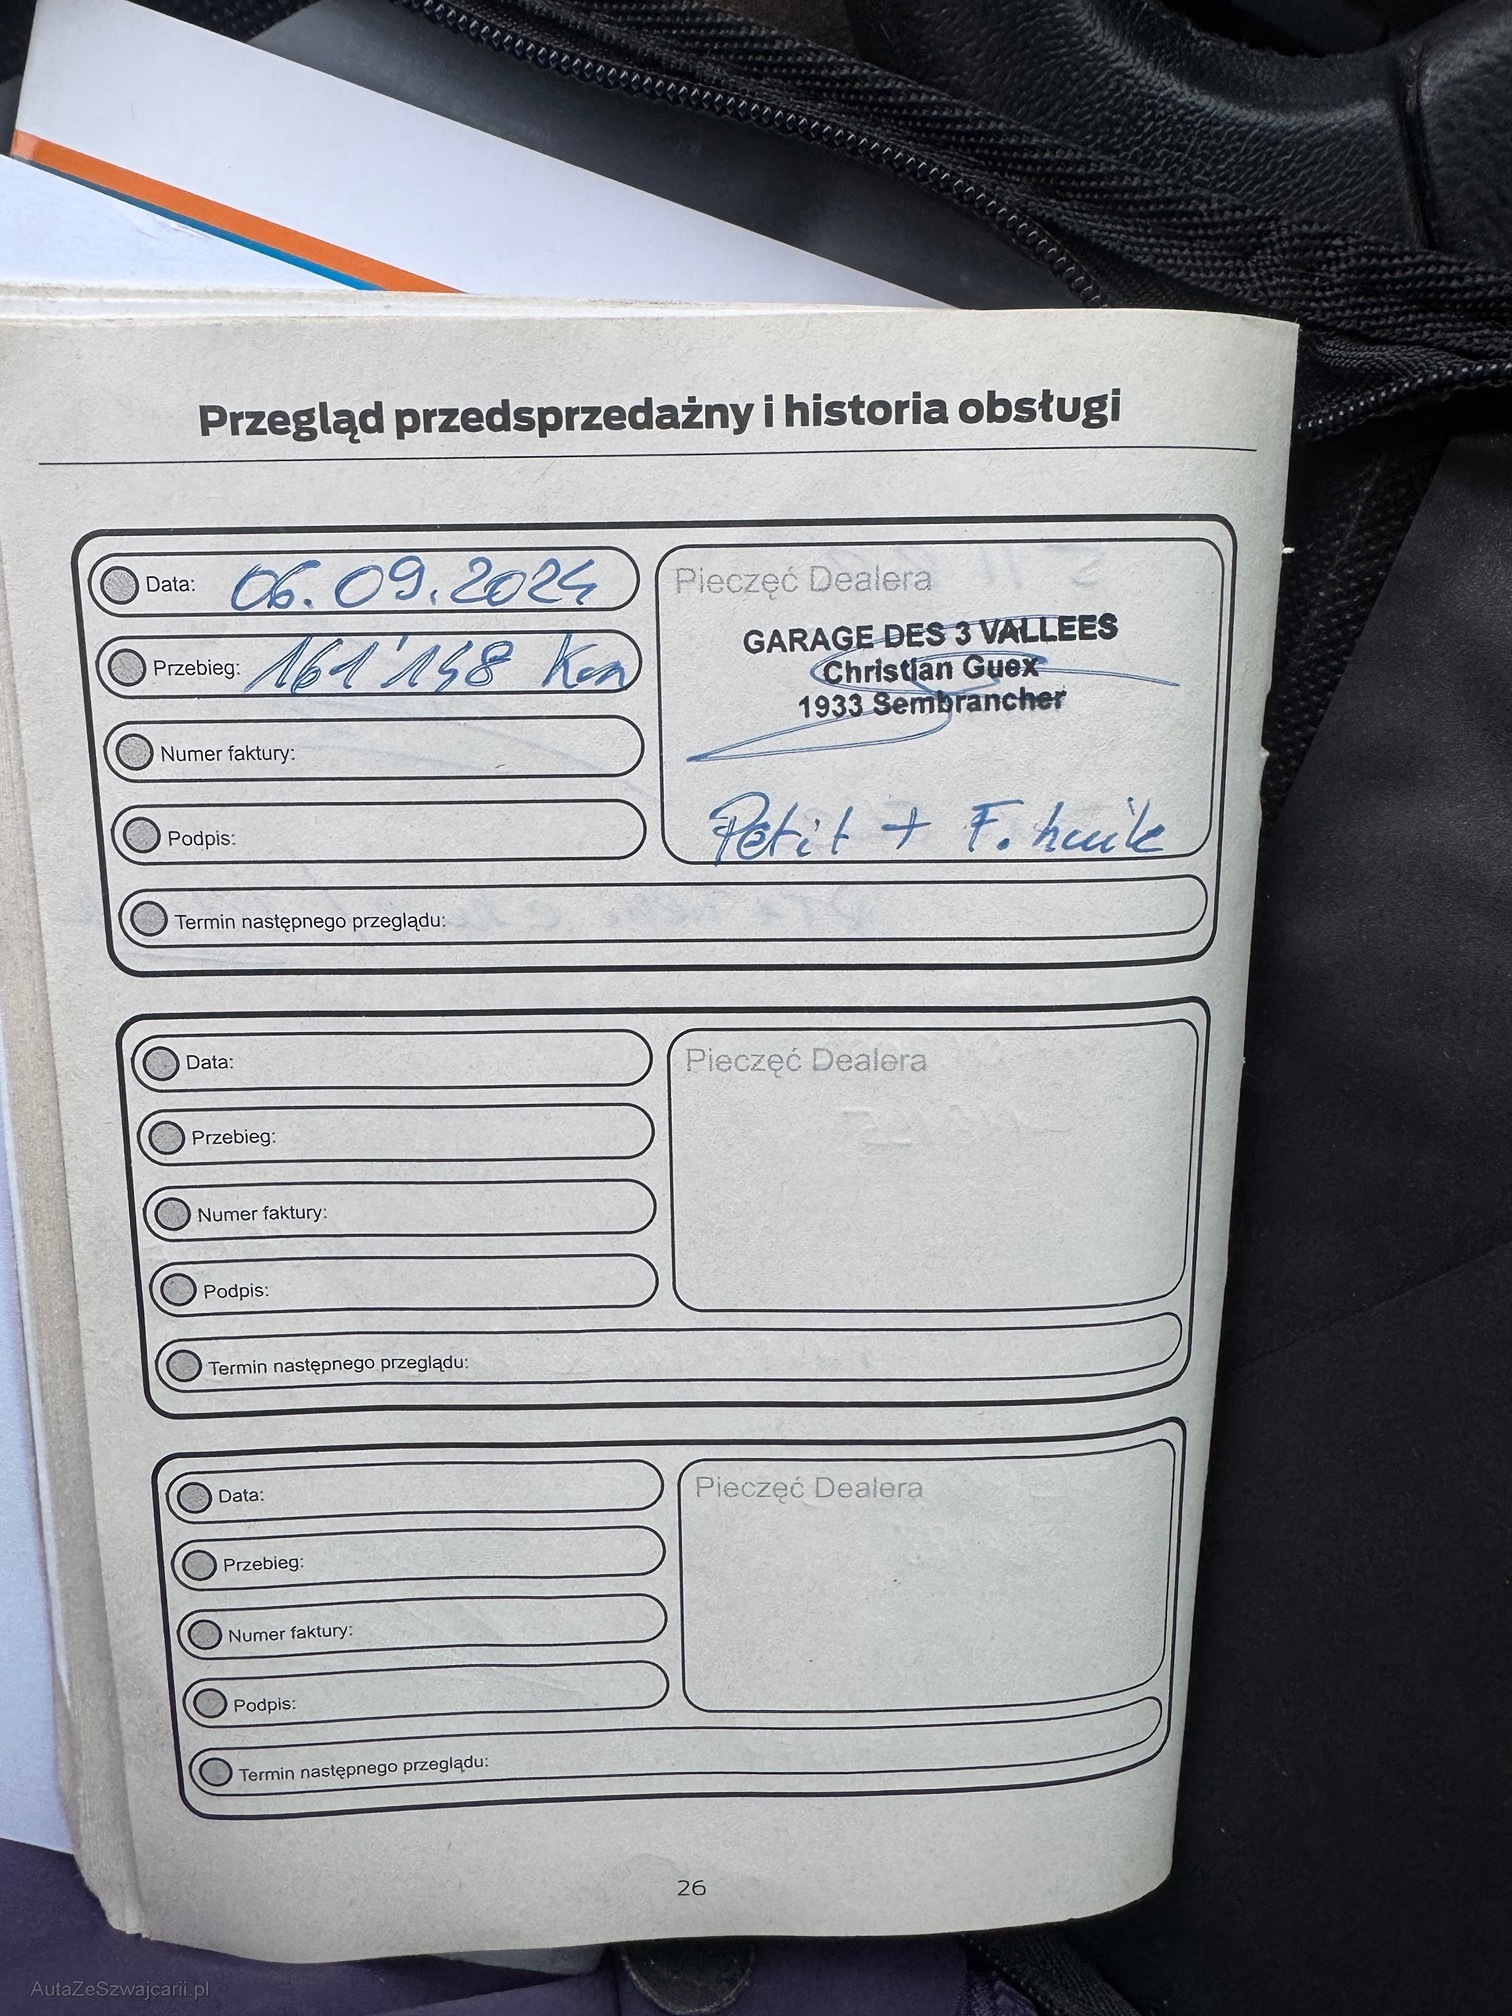 Przegląd przedsprzedażny i historia obsługi
Data: 06.09.2024
Przebieg: 161'148 Km
Numer faktury:
Podpis:
Pieczęć Dealera
GARAGE DES 3 VALLEES
Christian Guex
1933 Sembrancher
Petit + F.
Termin następnego przeglądu:
Data:
Przebieg:
Numer faktury:
Podpis:
Pieczęć Dealera
Termin następnego przeglądu:
Data:
Przebieg:
Numer faktury:
Podpis:
Pieczęć Dealera
Termin następnego przeglądu:
26
AutaZeSzwajcarii.pl